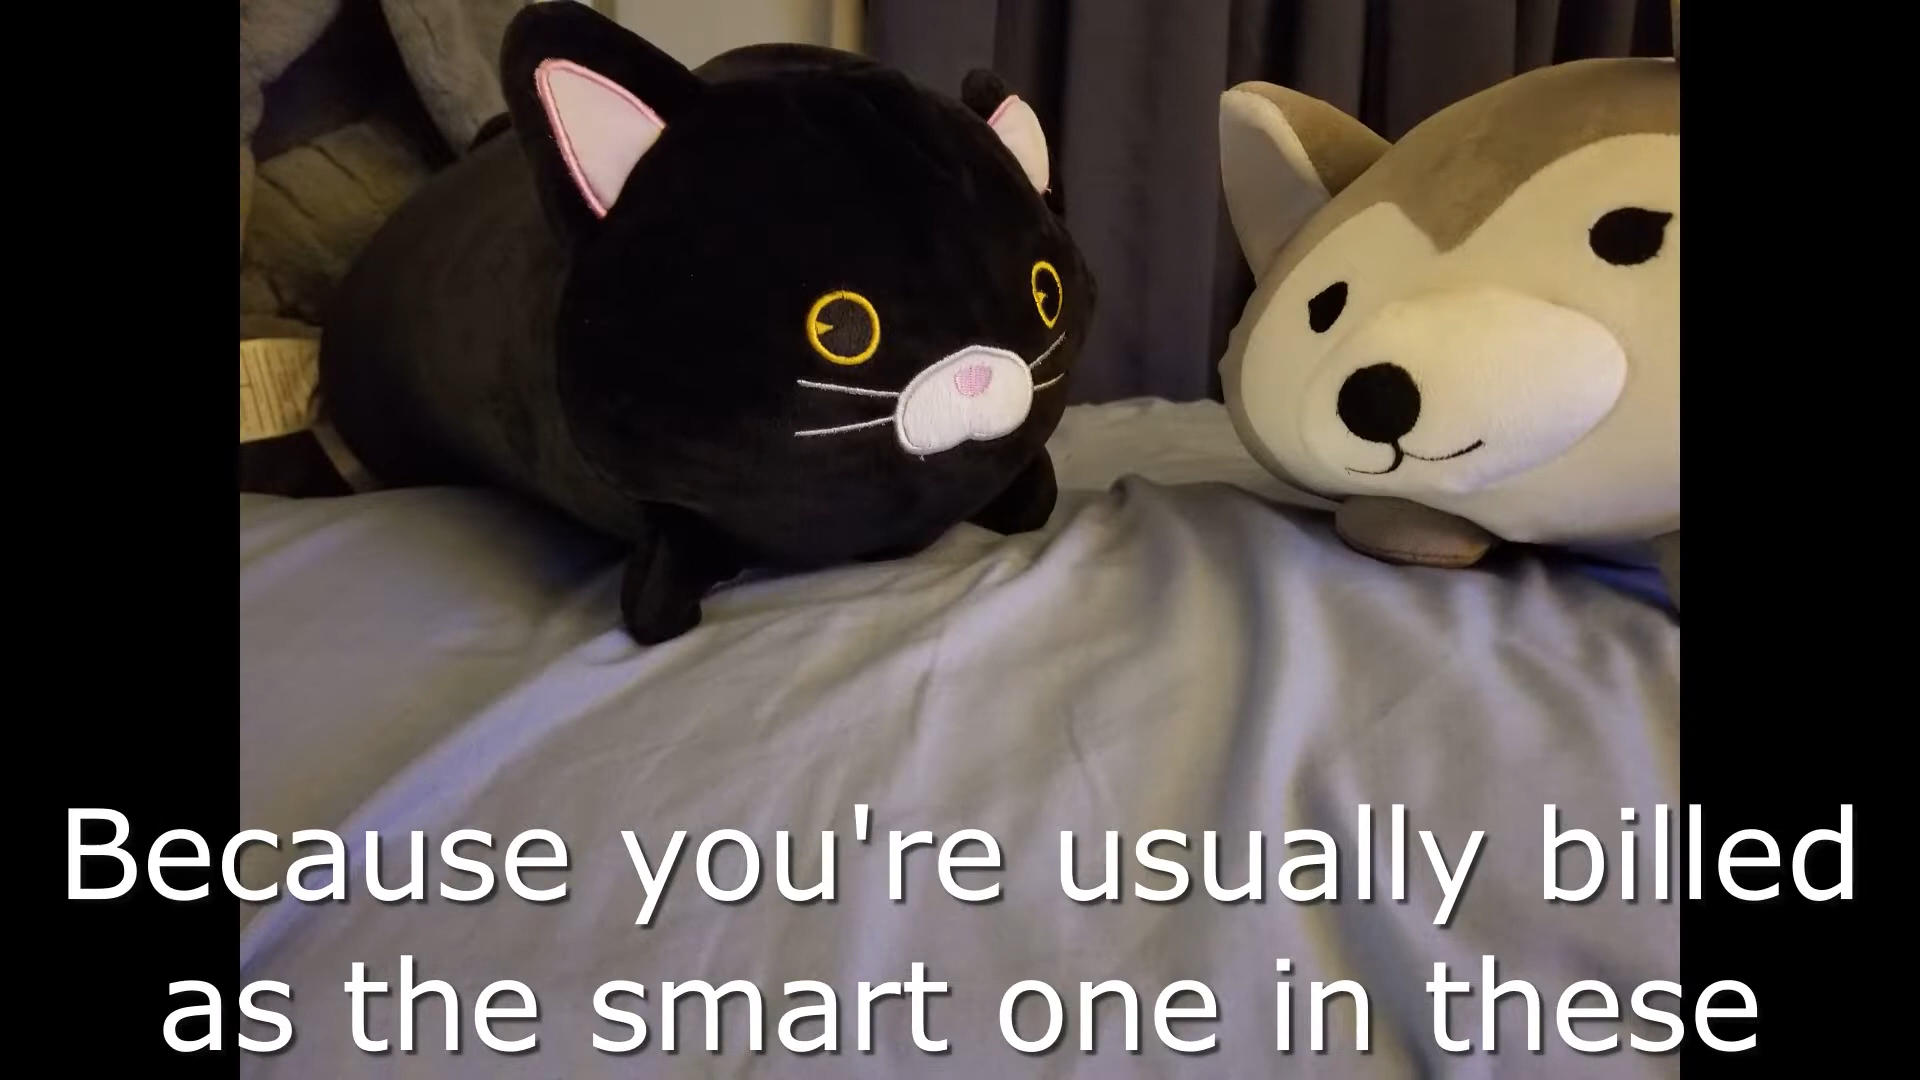 Because you're usually billed
as the smart one in these